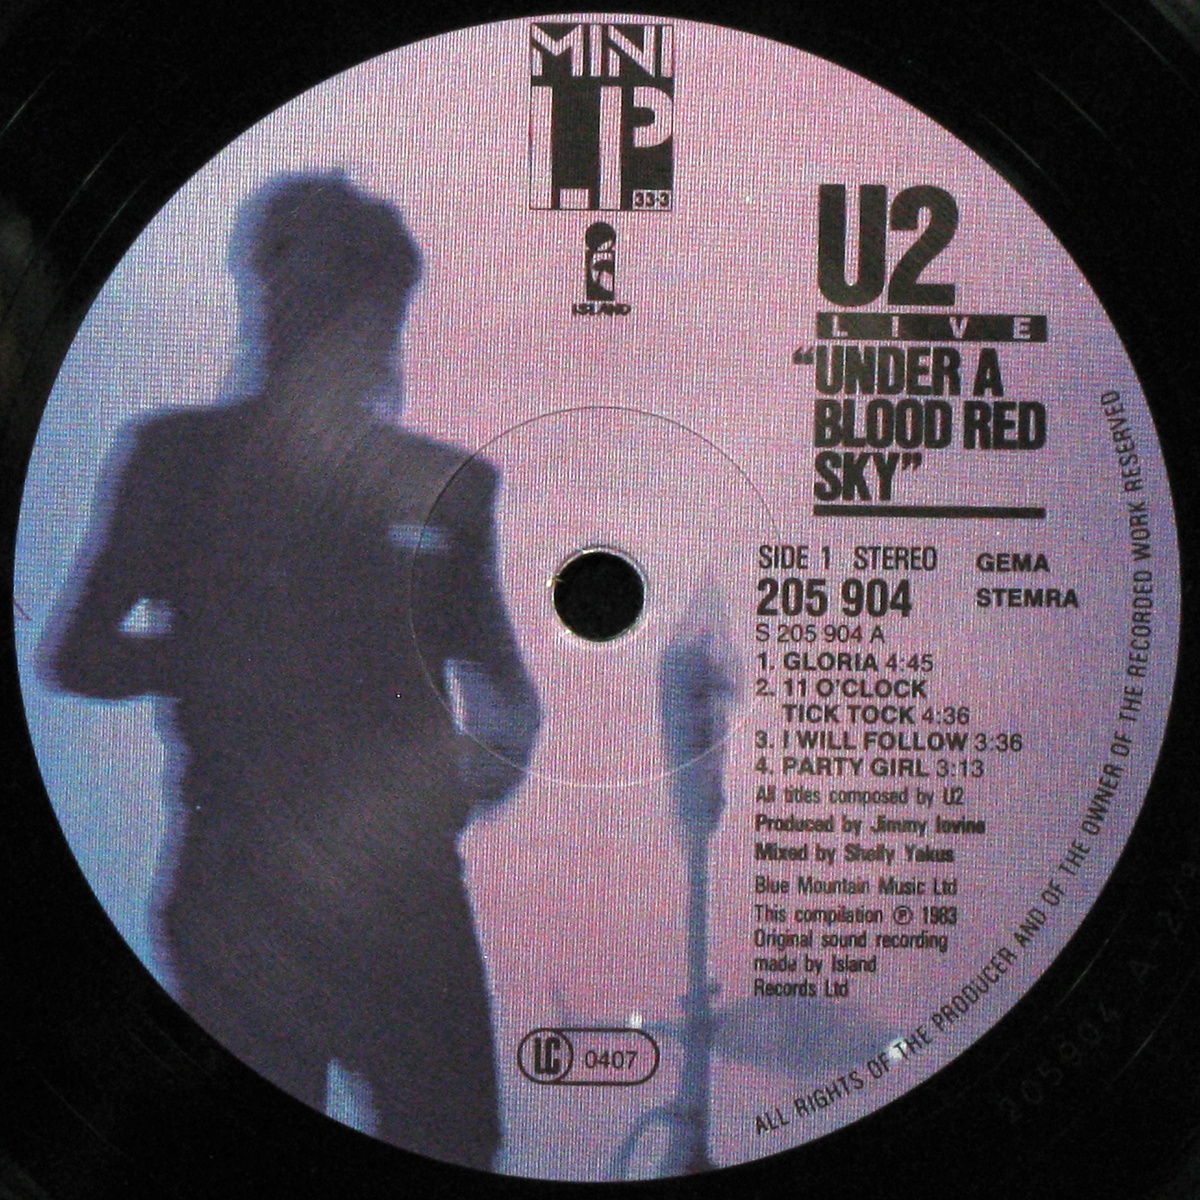 MINI
LP
33⅓
ISLAND
U2
LIVE
“UNDER A
BLOOD RED
SKY”
SIDE 1 STEREO GEMA
205 904 STEMRA
S 205 904 A
1. GLORIA 4:45
2. 11 O'CLOCK
TICK TOCK 4:36
3. I WILL FOLLOW 3:36
4. PARTY GIRL 3:13
All titles composed by U2
Produced by Jimmy Iovine
Mixed by Shelly Yakus
Blue Mountain Music Ltd
This compilation ℗ 1983
Original sound recording
made by Island
Records Ltd
LC 0407
ALL RIGHTS OF THE PRODUCER AND OF THE OWNER OF THE RECORDED WORK RESERVED